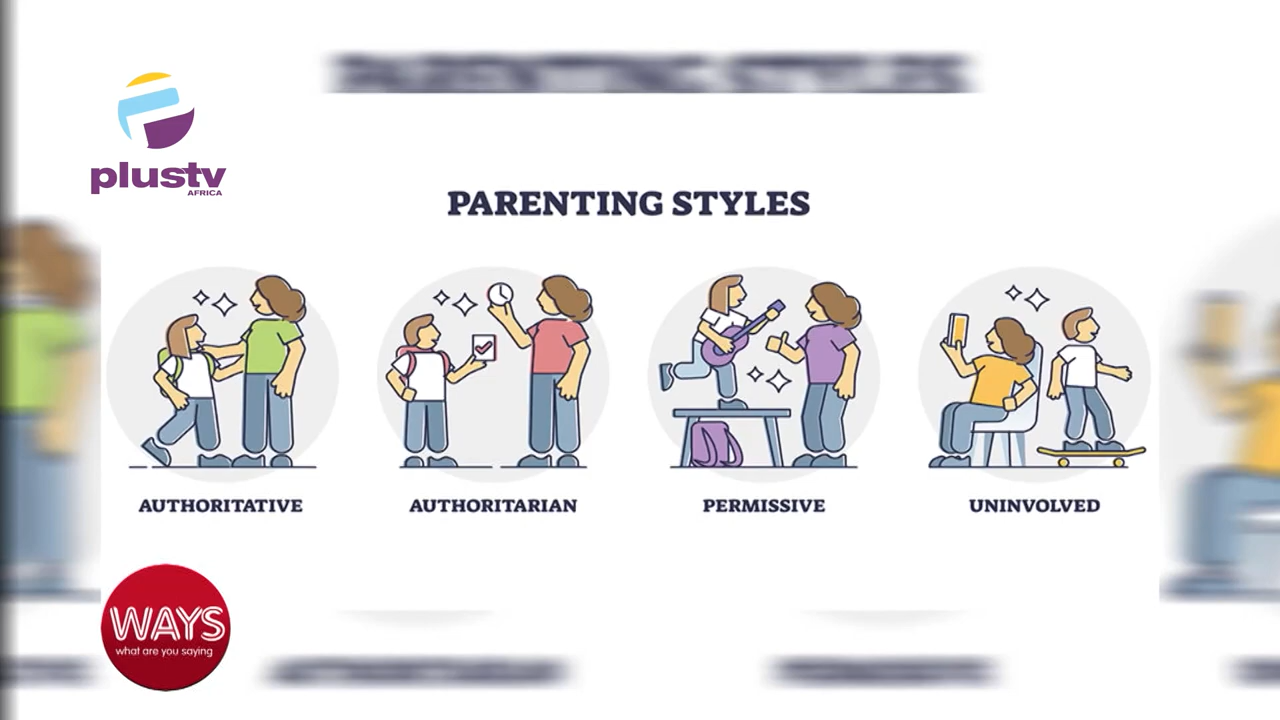 plustv
AFRICA
PARENTING STYLES
AUTHORITATIVE
AUTHORITARIAN
PERMISSIVE
UNINVOLVED
WAYS
what are you saying